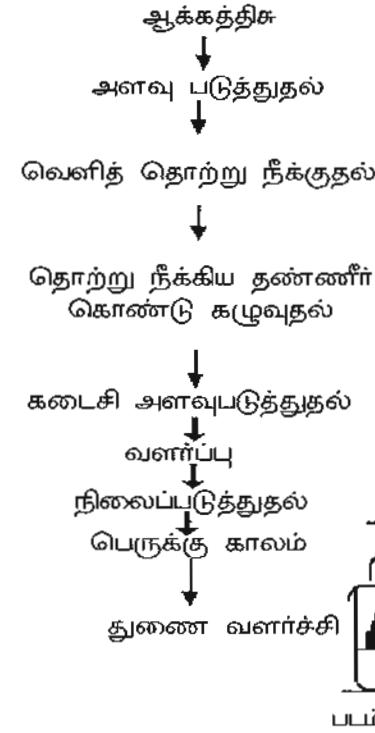 ஆக்கத்திசு
அளவு படுத்துதல்
வெளித் தொற்று நீக்குதல்
தொற்று நீக்கிய தண்ணீர்
கொண்டு கழுவுதல்
கடைசி அளவுபடுத்துதல்
வளர்ப்பு
நிலைப்படுத்துதல்
பெருக்கு காலம்
துணை வளர்ச்சி